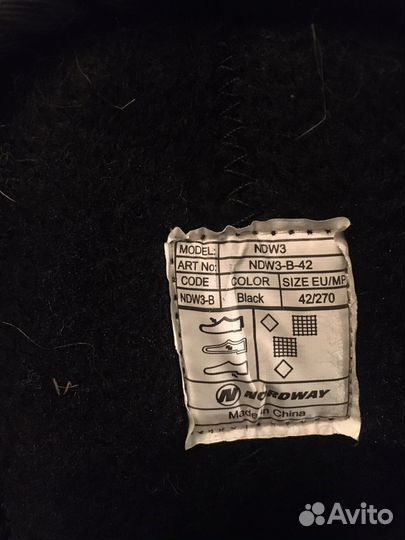 MODEL: NDW3
ART No: NDW3-B-42
CODE COLOR SIZE EU/MP
NDW3-B Black 42/270
N NORDWAY
Made in China
Avito